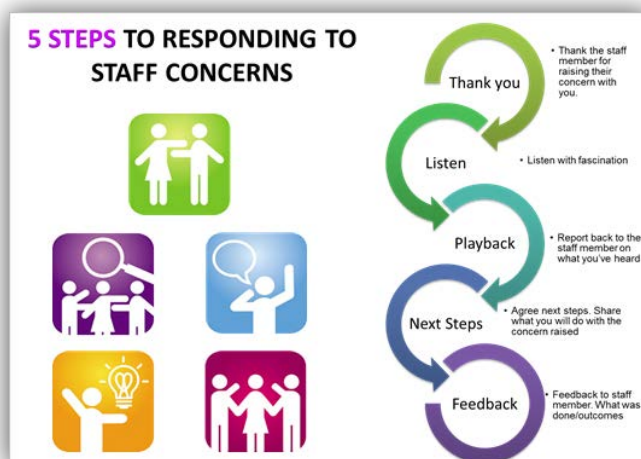 5 STEPS TO RESPONDING TO
STAFF CONCERNS
Thank you
• Thank the staff
member for
raising their
concern with
you.
Listen
• Listen with fascination
Playback
• Report back to the
staff member on
what you've heard
Next Steps
• Agree next steps. Share
what you will do with the
concern raised
Feedback
• Feedback to staff
member. What was
done/outcomes